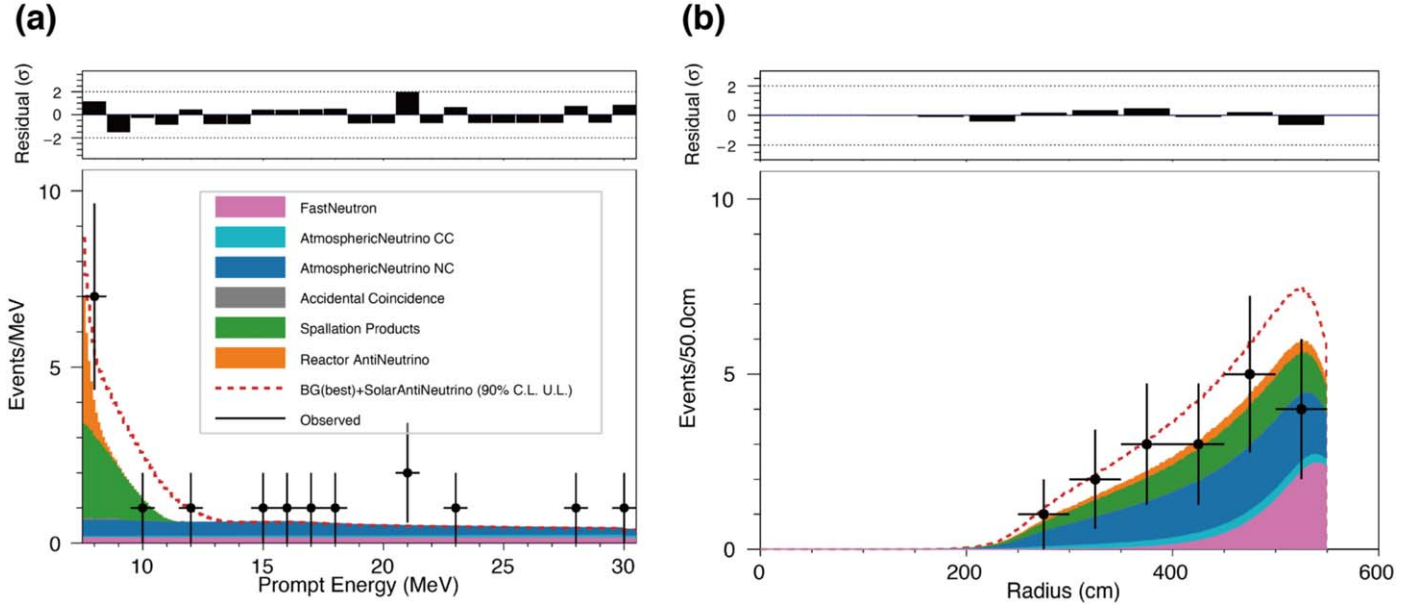 (a)
Residual (σ)
2
0
−2
Events/MeV
10
5
0
FastNeutron
AtmosphericNeutrino CC
AtmosphericNeutrino NC
Accidental Coincidence
Spallation Products
Reactor AntiNeutrino
BG(best)+SolarAntiNeutrino (90% C.L. U.L.)
Observed
10 15 20 25 30
Prompt Energy (MeV)
(b)
Residual (σ)
2
0
−2
Events/50.0cm
10
5
0
0 200 400 600
Radius (cm)